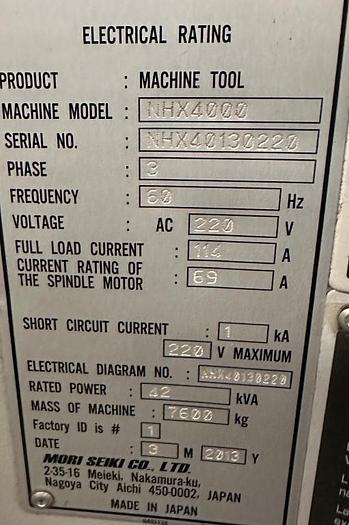 ELECTRICAL RATING
PRODUCT : MACHINE TOOL
MACHINE MODEL : NHX4000
SERIAL NO. : NHX40130220
PHASE : 3
FREQUENCY : 60 Hz
VOLTAGE AC 220 V
FULL LOAD CURRENT : 114 A
CURRENT RATING OF THE SPINDLE MOTOR : 69 A
SHORT CIRCUIT CURRENT : 1 kA
220 V MAXIMUM
ELECTRICAL DIAGRAM NO. : NHX40130220
RATED POWER : 42 kVA
MASS OF MACHINE : 7600 kg
Factory ID is # 1
DATE : 3 M 2013 Y
MORI SEIKI CO., LTD.
2-35-16 Meieki, Nakamura-ku,
Nagoya City Aichi 450-0002, JAPAN
MADE IN JAPAN